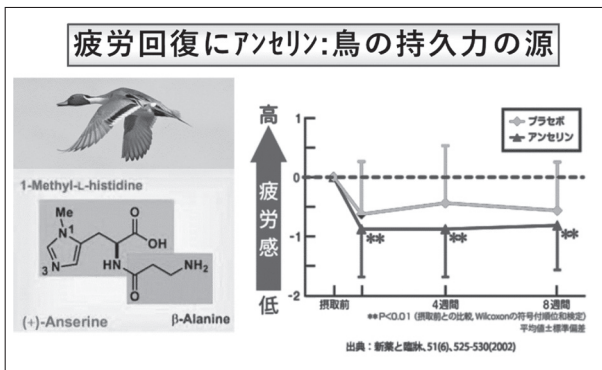 疲労回復にｱﾝｾﾘﾝ:鳥の持久力の源
1-Methyl-L-histidine
Me
N
1
O
OH
3
N
HN
NH₂
O
(+)-Anserine
β-Alanine
高
疲労感
低
1
0
-1
-2
プラセボ
アンセリン
**
**
**
摂取前
4週間
8週間
**P<0.01 (摂取前との比較, Wilcoxonの符号付順位和検定)
平均値±標準偏差
出典：新薬と臨牀、51(6)、525-530(2002)